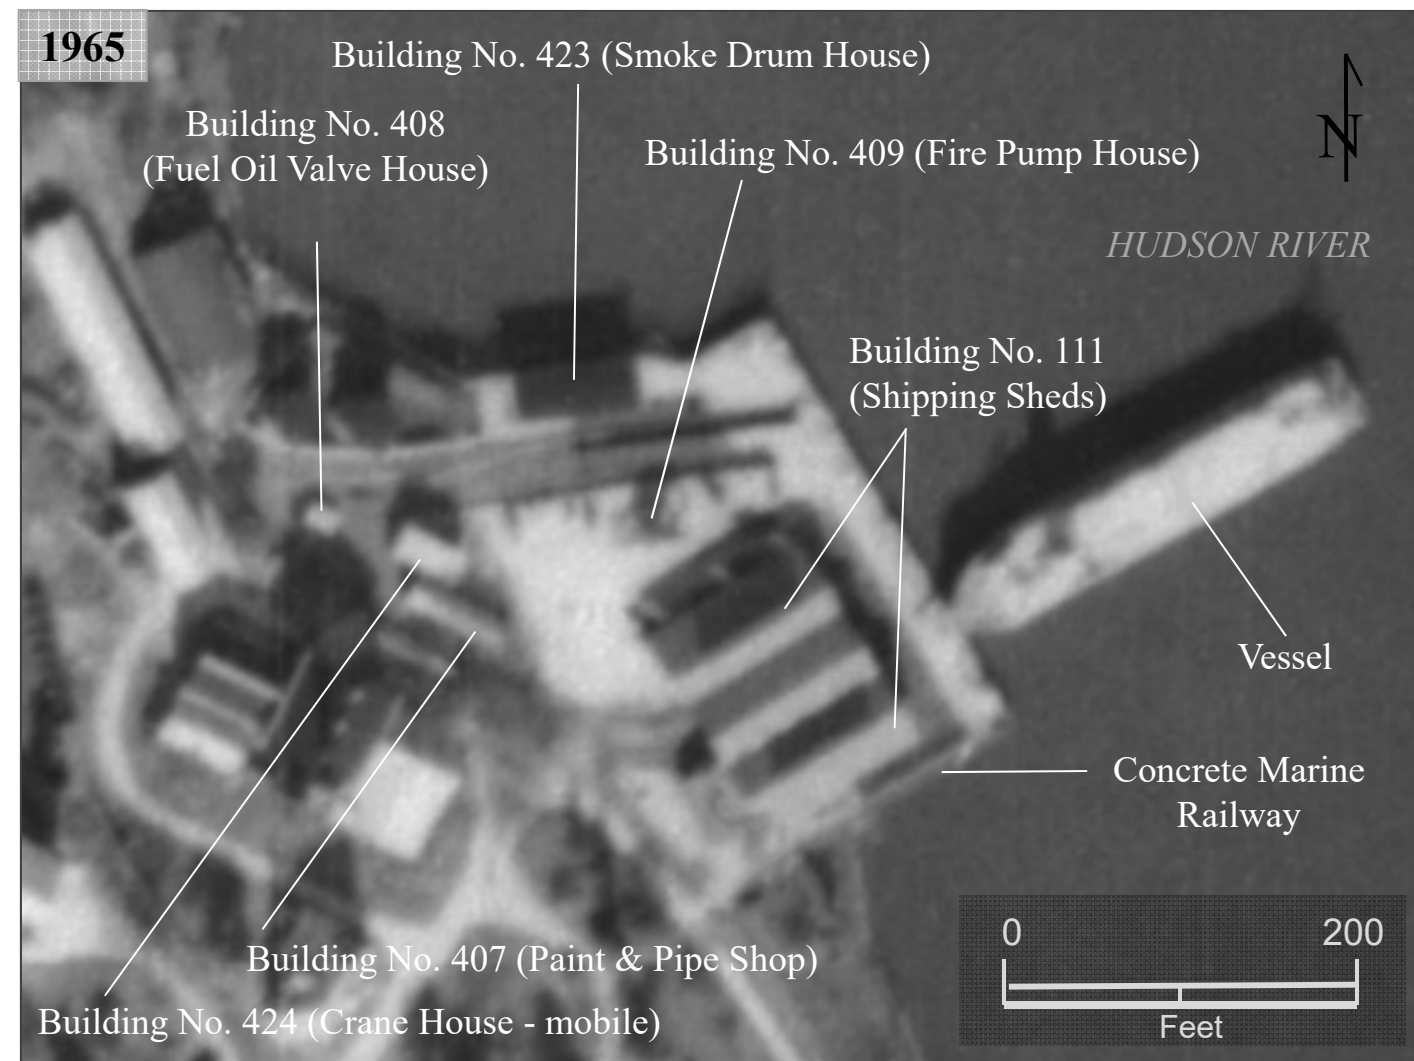 1965
Building No. 423 (Smoke Drum House)
Building No. 408
(Fuel Oil Valve House)
Building No. 409 (Fire Pump House)
N
HUDSON RIVER
Building No. 111
(Shipping Sheds)
Vessel
Concrete Marine
Railway
0 200
Feet
Building No. 407 (Paint & Pipe Shop)
Building No. 424 (Crane House - mobile)